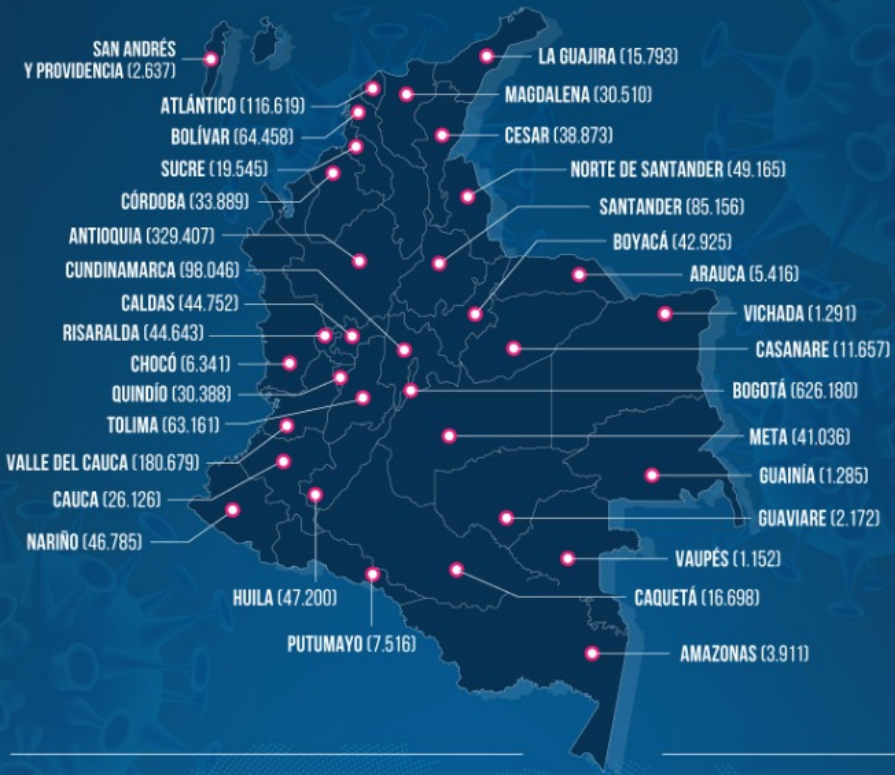 SAN ANDRÉS
Y PROVIDENCIA (2.637)
ATLÁNTICO (116.619)
BOLÍVAR (64.458)
SUCRE (19.545)
CÓRDOBA (33.889)
ANTIOQUIA (329.407)
CUNDINAMARCA (98.046)
CALDAS (44.752)
RISARALDA (44.643)
CHOCÓ (6.341)
QUINDÍO (30.388)
TOLIMA (63.161)
VALLE DEL CAUCA (180.679)
CAUCA (26.126)
NARIÑO (46.785)
HUILA (47.200)
PUTUMAYO (7.516)
LA GUAJIRA (15.793)
MAGDALENA (30.510)
CESAR (38.873)
NORTE DE SANTANDER (49.165)
SANTANDER (85.156)
BOYACÁ (42.925)
ARAUCA (5.416)
VICHADA (1.291)
CASANARE (11.657)
BOGOTÁ (626.180)
META (41.036)
GUAINÍA (1.285)
GUAVIARE (2.172)
VAUPÉS (1.152)
CAQUETÁ (16.698)
AMAZONAS (3.911)